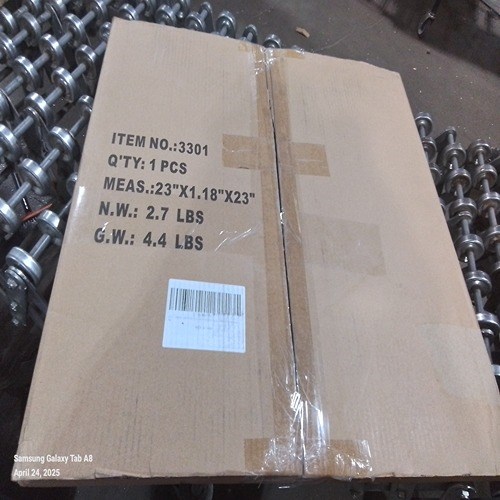 ITEM NO.:3301
Q'TY: 1 PCS
MEAS.:23"X1.18"X23"
N.W.: 2.7 LBS
G.W.: 4.4 LBS
Samsung Galaxy Tab A8
April 24, 2025